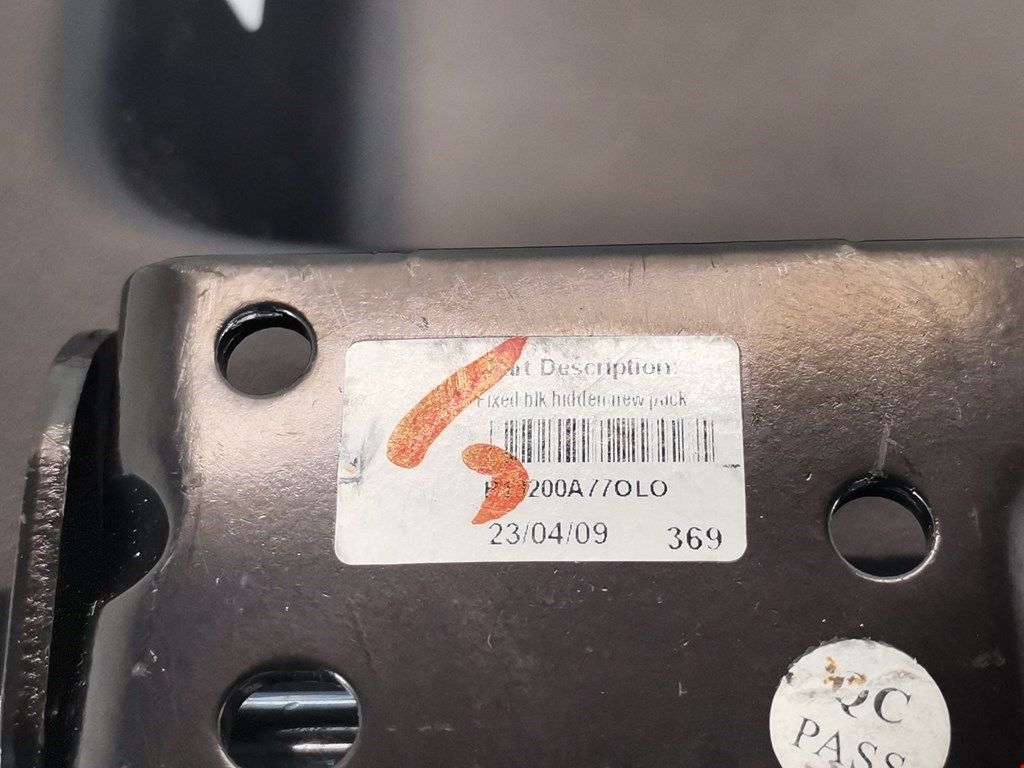 Description:
Fixed blk hidden new pack
23/04/09
369
QC
PASS